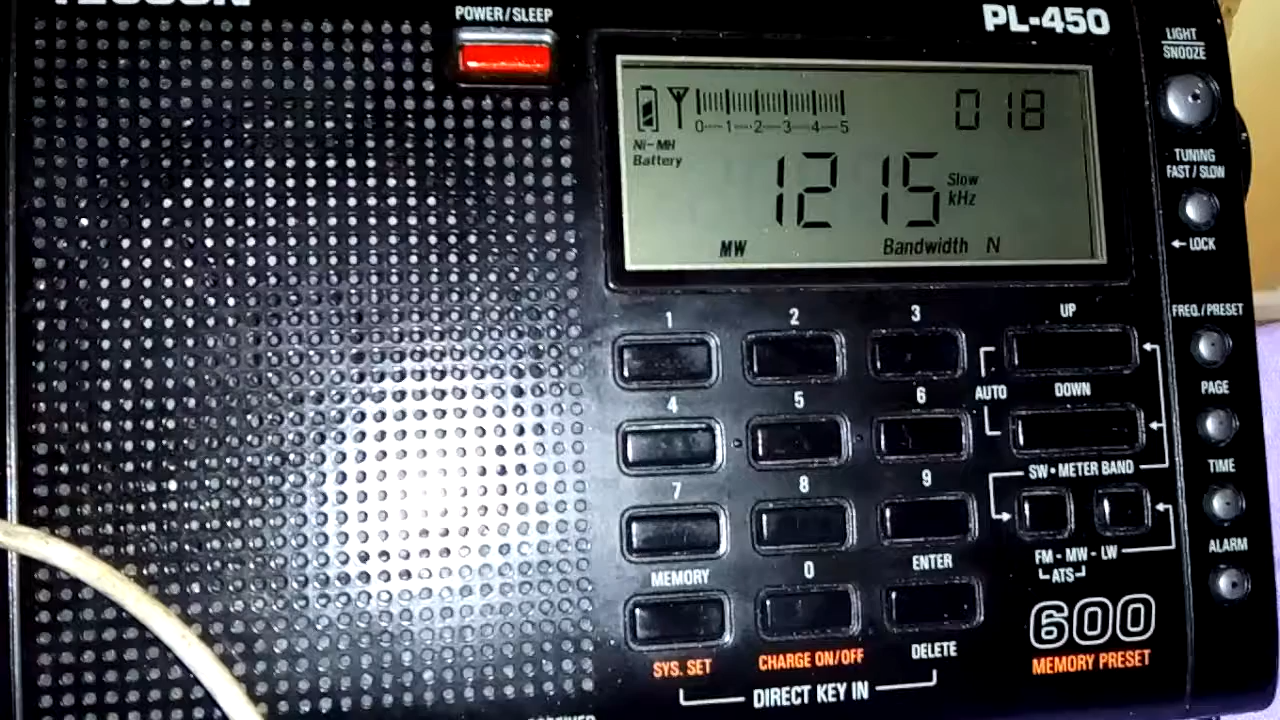 TECSUN
POWER/SLEEP
PL-450
LIGHT
SNOOZE
018
0 1 2 3 4 5
Ni-MH
Battery
1215
Slow
kHz
MW
Bandwidth N
TUNING
FAST / SLOW
LOCK
1 2 3
UP
FREQ./PRESET
4 5 6
AUTO
DOWN
PAGE
7 8 9
SW•METER BAND
TIME
MEMORY 0 ENTER
FM - MW - LW
ATS
ALARM
600
MEMORY PRESET
SYS. SET
CHARGE ON/OFF
DELETE
DIRECT KEY IN
RECEIVER